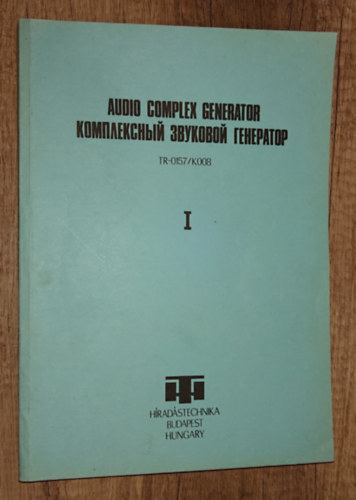 AUDIO COMPLEX GENERATOR
КОМПЛЕКСНЫЙ ЗВУКОВОЙ ГЕНЕРАТОР
TR-0157/K008
I
HÍRADÁSTECHNIKA
BUDAPEST
HUNGARY